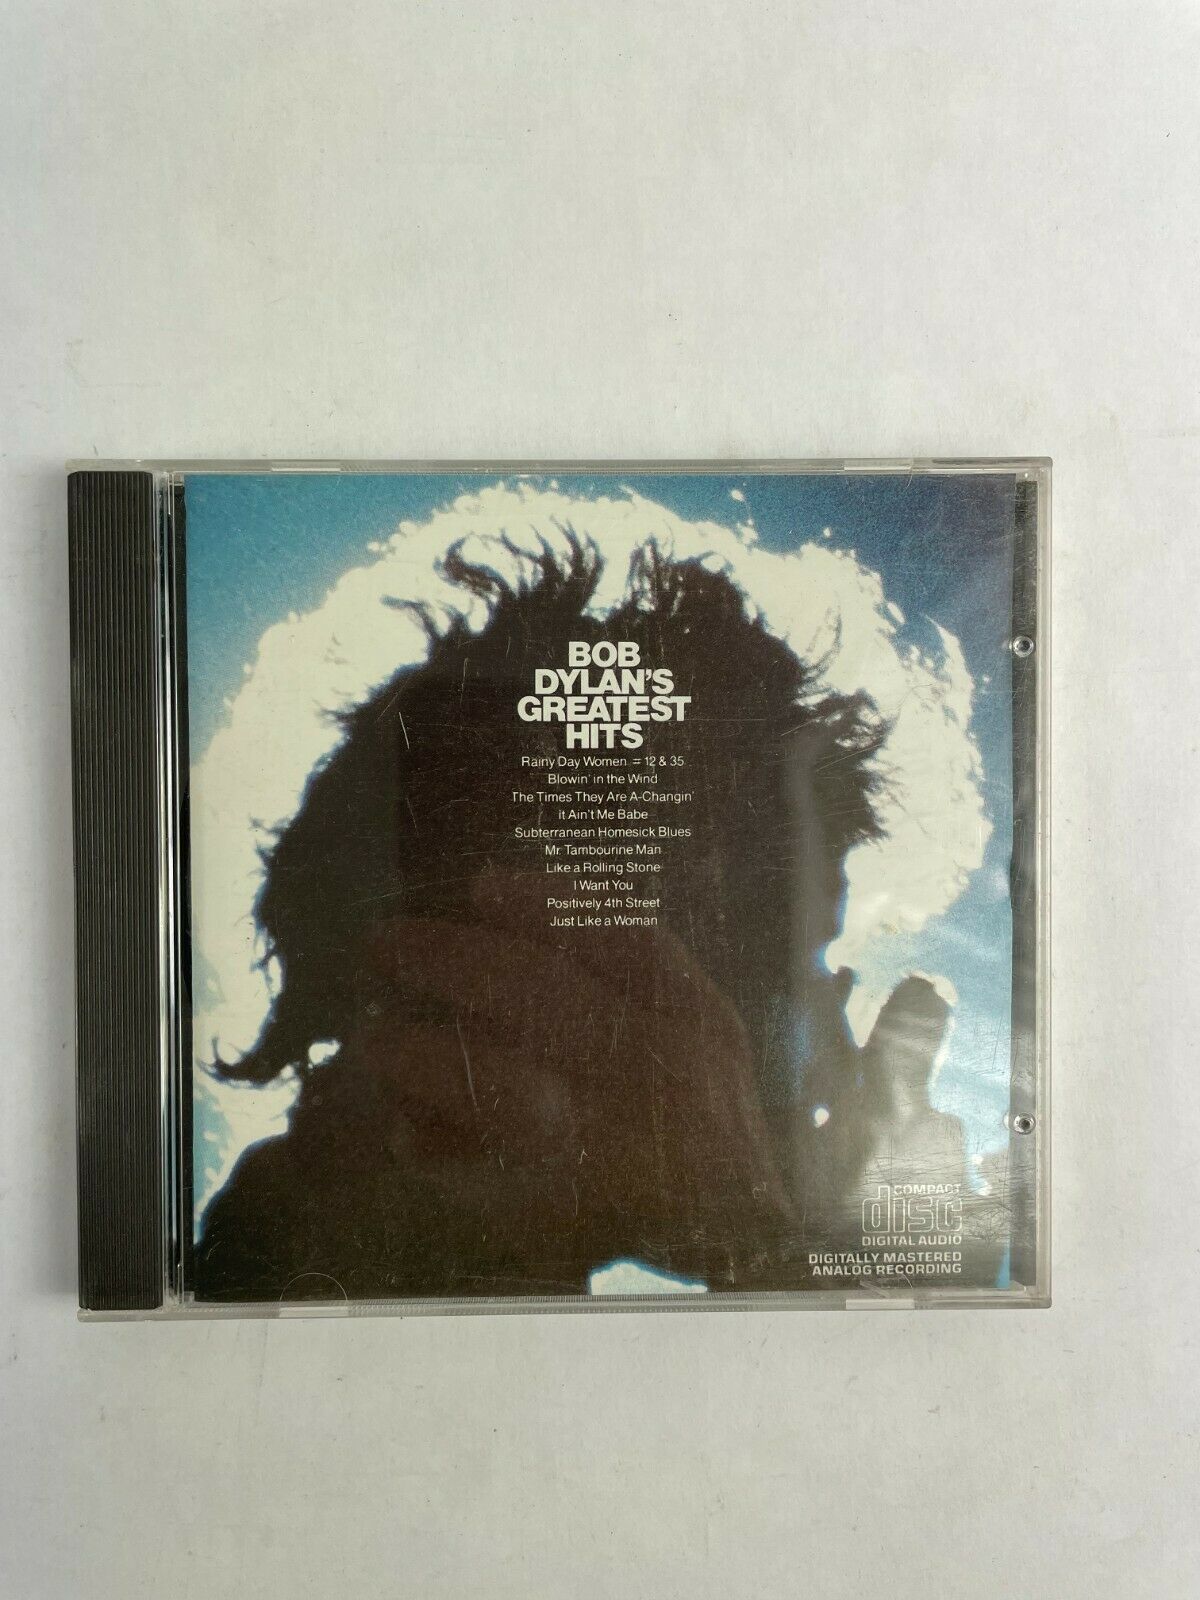 BOB
DYLAN'S
GREATEST
HITS
Rainy Day Women = 12 & 35
Blowin' in the Wind
The Times They Are A-Changin'
it Ain't Me Babe
Subterranean Homesick Blues
Mr. Tambourine Man
Like a Rolling Stone
I Want You
Positively 4th Street
Just Like a Woman
COMPACT
disc
DIGITAL AUDIO
DIGITALLY MASTERED
ANALOG RECORDING